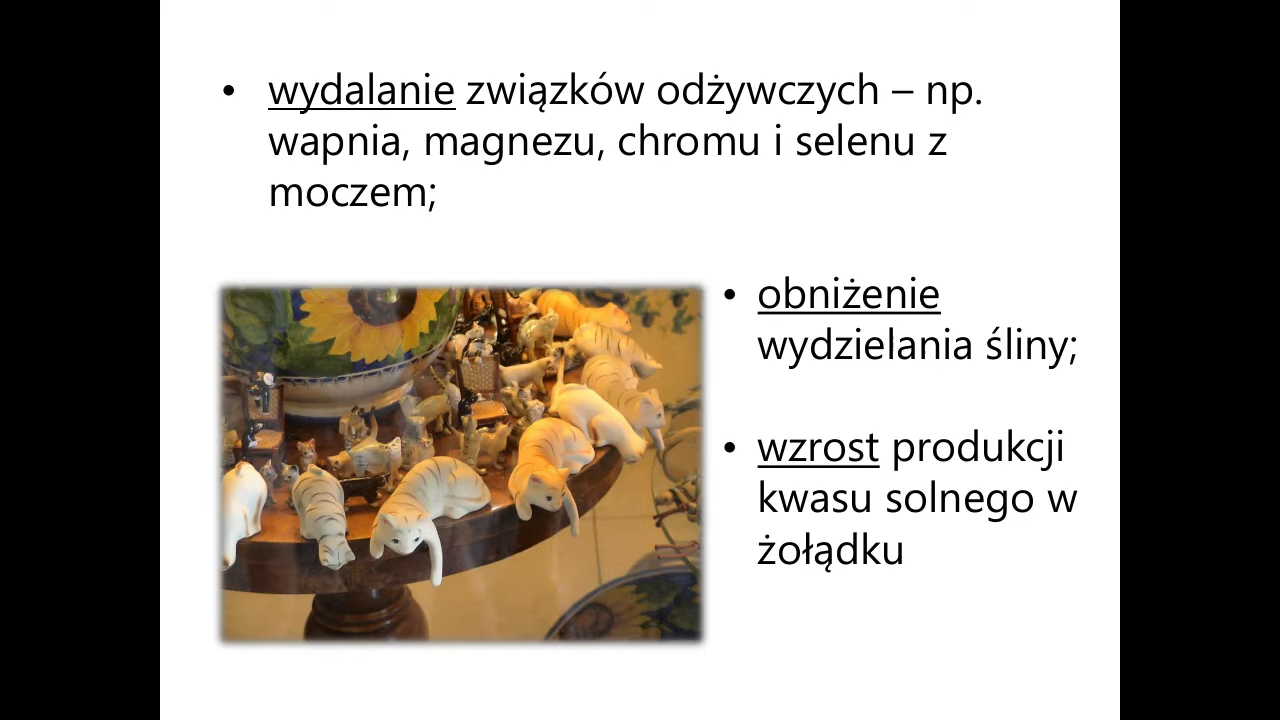 • wydalanie związków odżywczych – np.
wapnia, magnezu, chromu i selenu z
moczem;
• obniżenie
wydzielania śliny;
• wzrost produkcji
kwasu solnego w
żołądku